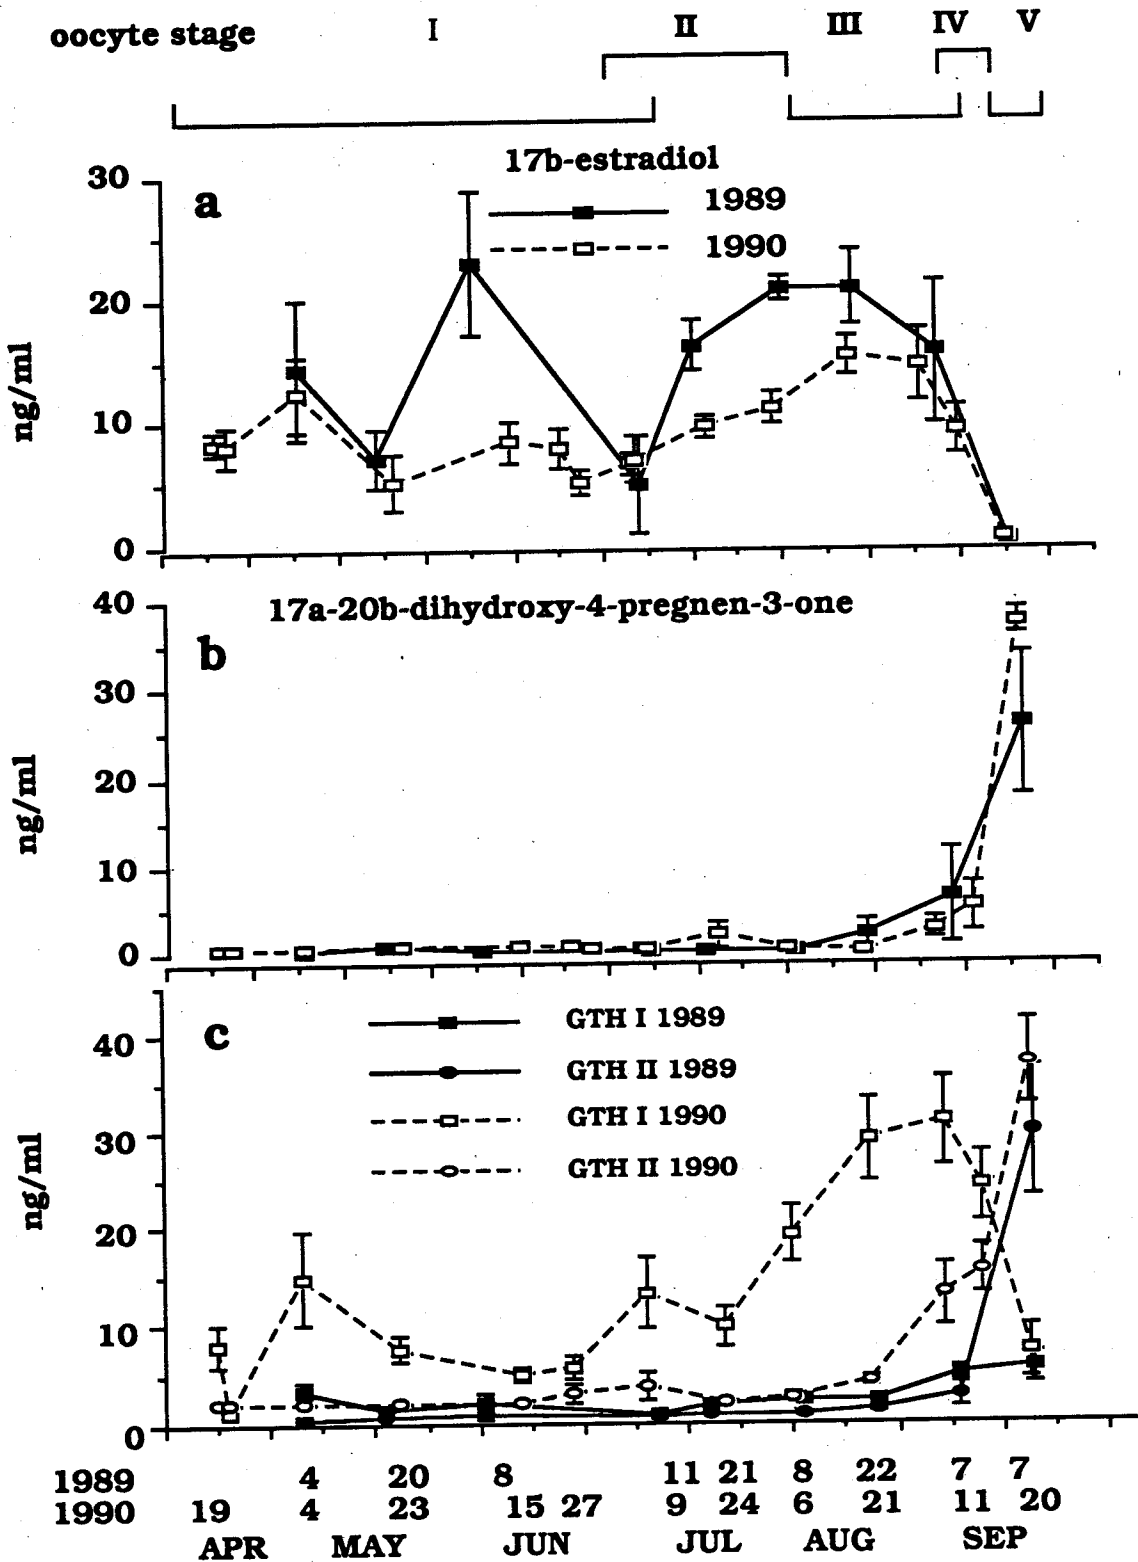 oocyte stage I II III IV V
17b-estradiol
a
1989
1990
30
20
10
0
ng/ml
17a-20b-dihydroxy-4-pregnen-3-one
b
40
30
20
10
0
ng/ml
c
GTH I 1989
GTH II 1989
GTH I 1990
GTH II 1990
40
30
20
10
0
ng/ml
1989 4 20 8 11 21 8 22 7 7
1990 19 4 23 15 27 9 24 6 21 11 20
APR MAY JUN JUL AUG SEP